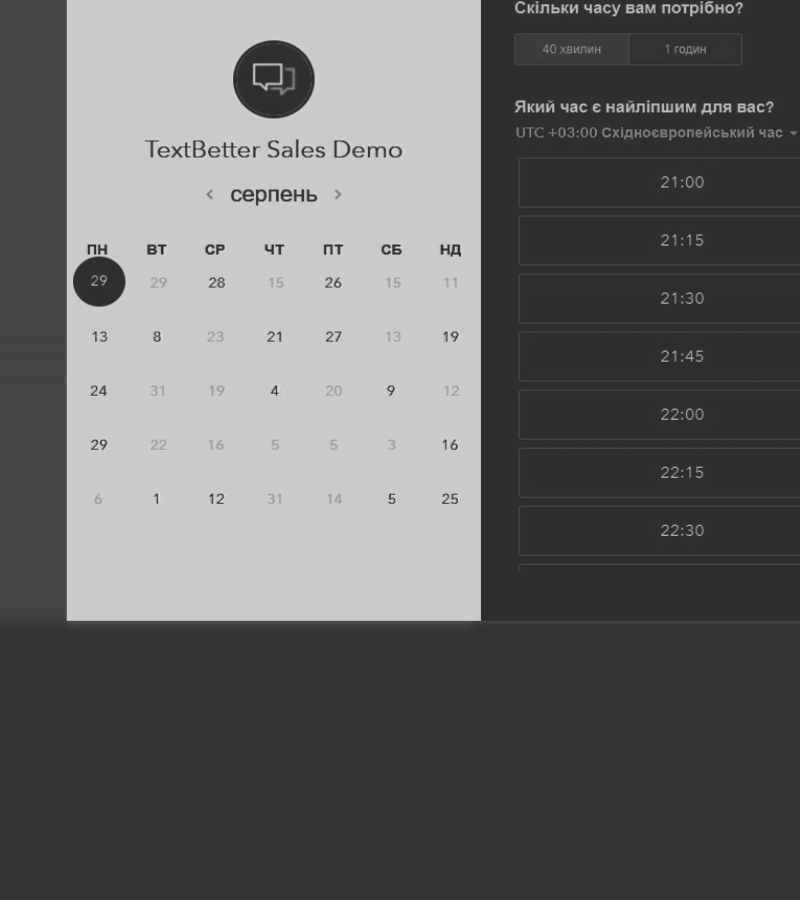 TextBetter Sales Demo
< серпень >
ПН ВТ СР ЧТ ПТ СБ НД
29 29 28 15 26 15 11
13 8 23 21 27 13 19
24 31 19 4 20 9 12
29 22 16 5 5 3 16
6 1 12 31 14 5 25
Скільки часу вам потрібно?
40 хвилин 1 годин
Який час є найліпшим для вас?
UTC +03:00 Східноєвропейський час
21:00
21:15
21:30
21:45
22:00
22:15
22:30